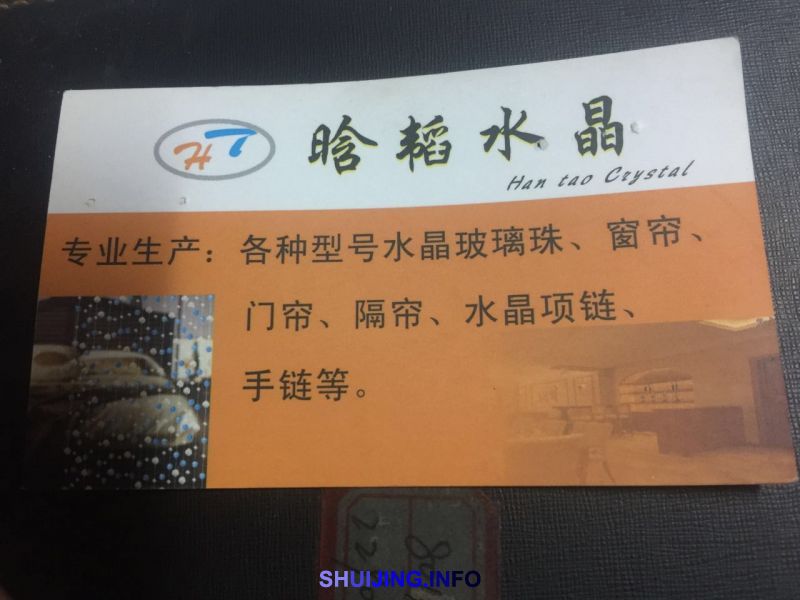 晗韬水晶
Han tao Crystal
专业生产：各种型号水晶玻璃珠、窗帘、
门帘、隔帘、水晶项链、
手链等。
SHUIJING.INFO